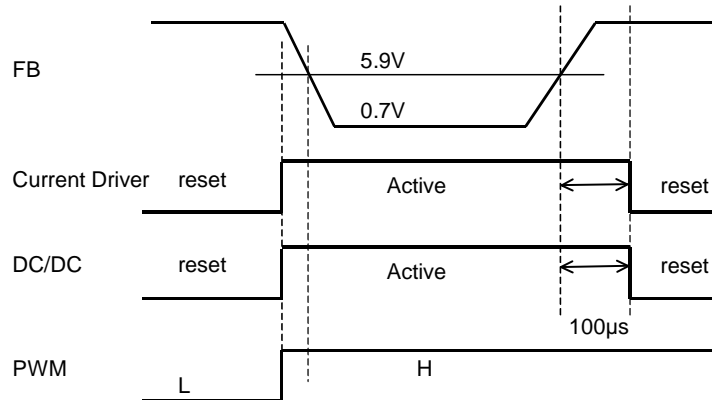 FB
5.9V
0.7V
Current Driver reset Active reset
DC/DC reset Active reset
100μs
PWM L H